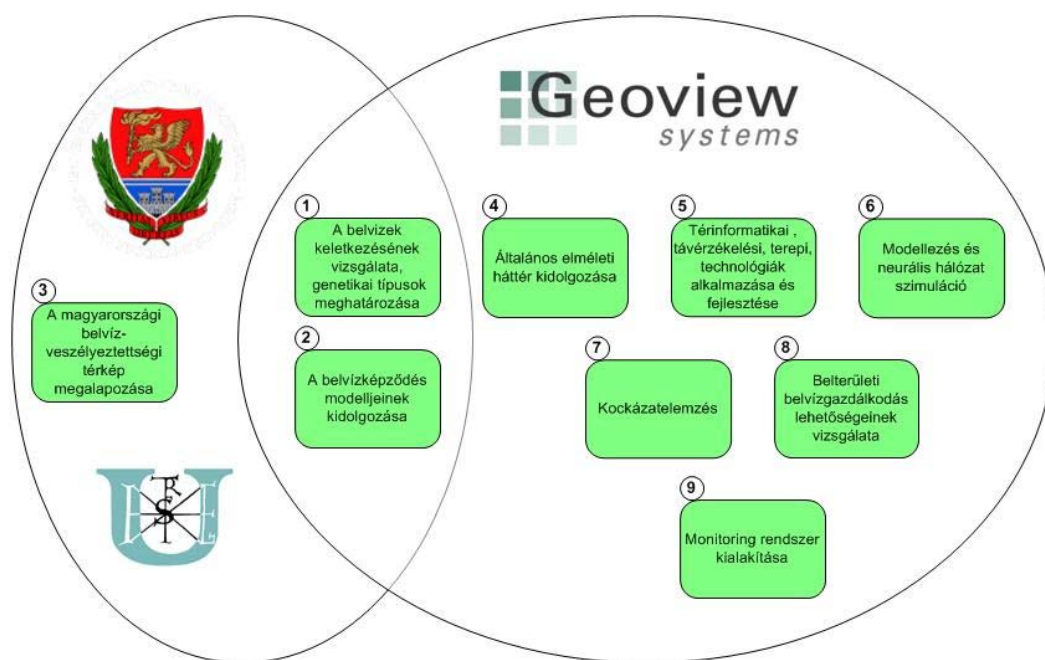 Geoview
systems
1
A belvizek
keletkezésének
vizsgálata,
genetikai típusok
meghatározása
2
A belvízképződés
modelljeinek
kidolgozása
3
A magyarországi
belvíz-
veszélyeztettségi
térkép
megalapozása
4
Általános elméleti
háttér kidolgozása
5
Térinformatikai ,
távérzékelési, terepi,
technológiák
alkalmazása és
fejlesztése
6
Modellezés és
neurális hálózat
szimuláció
7
Kockázatelemzés
8
Belterületi
belvízgazdálkodás
lehetőségeinek
vizsgálata
9
Monitoring rendszer
kialakítása